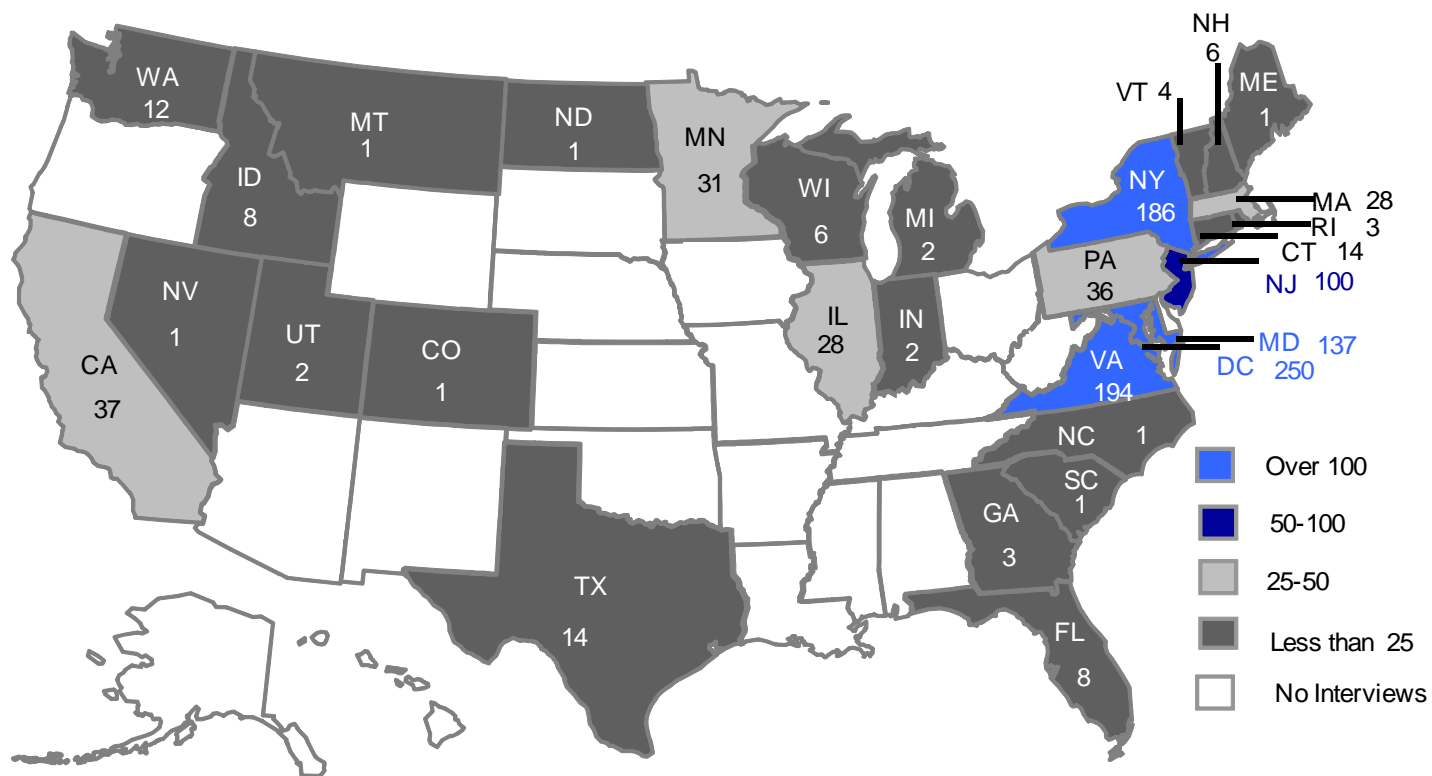 NH
6
VT 4
ME
1
WA
12
MT
1
ND
1
MN
31
ID
8
WI
6
MI
2
NY
186
MA 28
RI 3
CT 14
NJ 100
PA
36
NV
1
UT
2
CO
1
IL
28
IN
2
CA
37
MD 137
DC 250
VA
194
NC 1
SC
1
GA
3
TX
14
FL
8
Over 100
50-100
25-50
Less than 25
No Interviews